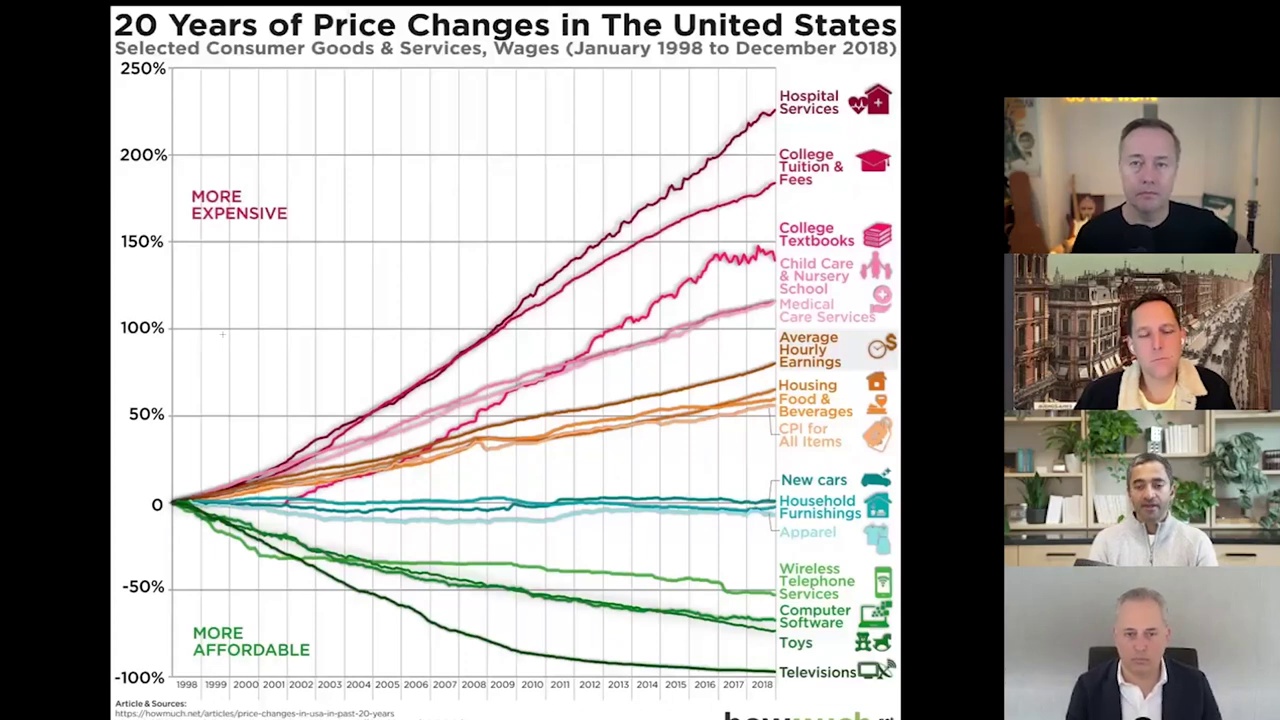 20 Years of Price Changes in The United States
Selected Consumer Goods & Services, Wages (January 1998 to December 2018)
250%
200%
150%
100%
50%
0
-50%
-100%
MORE
EXPENSIVE
MORE
AFFORDABLE
Hospital
Services
College
Tuition &
Fees
College
Textbooks
Child Care
& Nursery
School
Medical
Care Services
Average
Hourly
Earnings
Housing
Food &
Beverages
CPI for
All Items
New cars
Household
Furnishings
Apparel
Wireless
Telephone
Services
Computer
Software
Toys
Televisions
1998 1999 2000 2001 2002 2003 2004 2005 2006 2007 2008 2009 2010 2011 2012 2013 2014 2015 2016 2017 2018
Article & Sources:
https://howmuch.net/articles/price-changes-in-usa-in-past-20-years